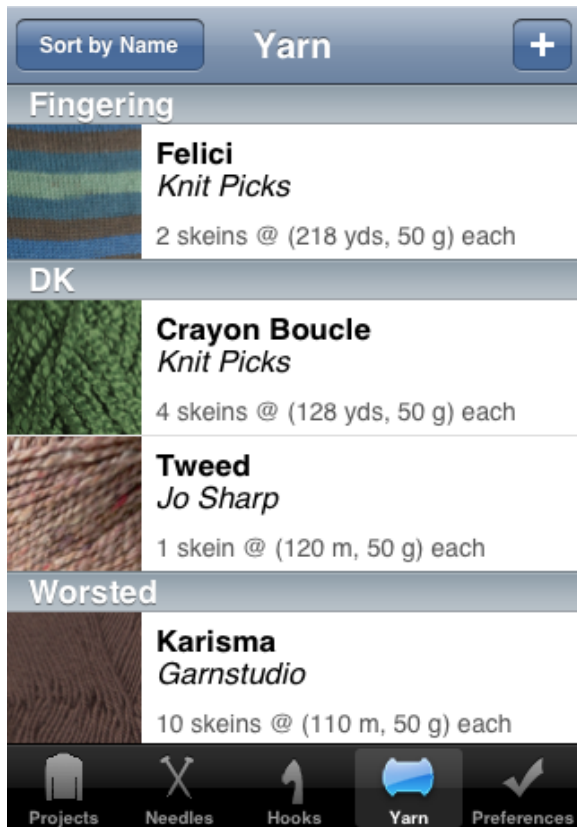 Sort by Name
Yarn
+
Fingering
Felici
Knit Picks
2 skeins @ (218 yds, 50 g) each
DK
Crayon Boucle
Knit Picks
4 skeins @ (128 yds, 50 g) each
Tweed
Jo Sharp
1 skein @ (120 m, 50 g) each
Worsted
Karisma
Garnstudio
10 skeins @ (110 m, 50 g) each
Projects
Needles
Hooks
Yarn
Preferences